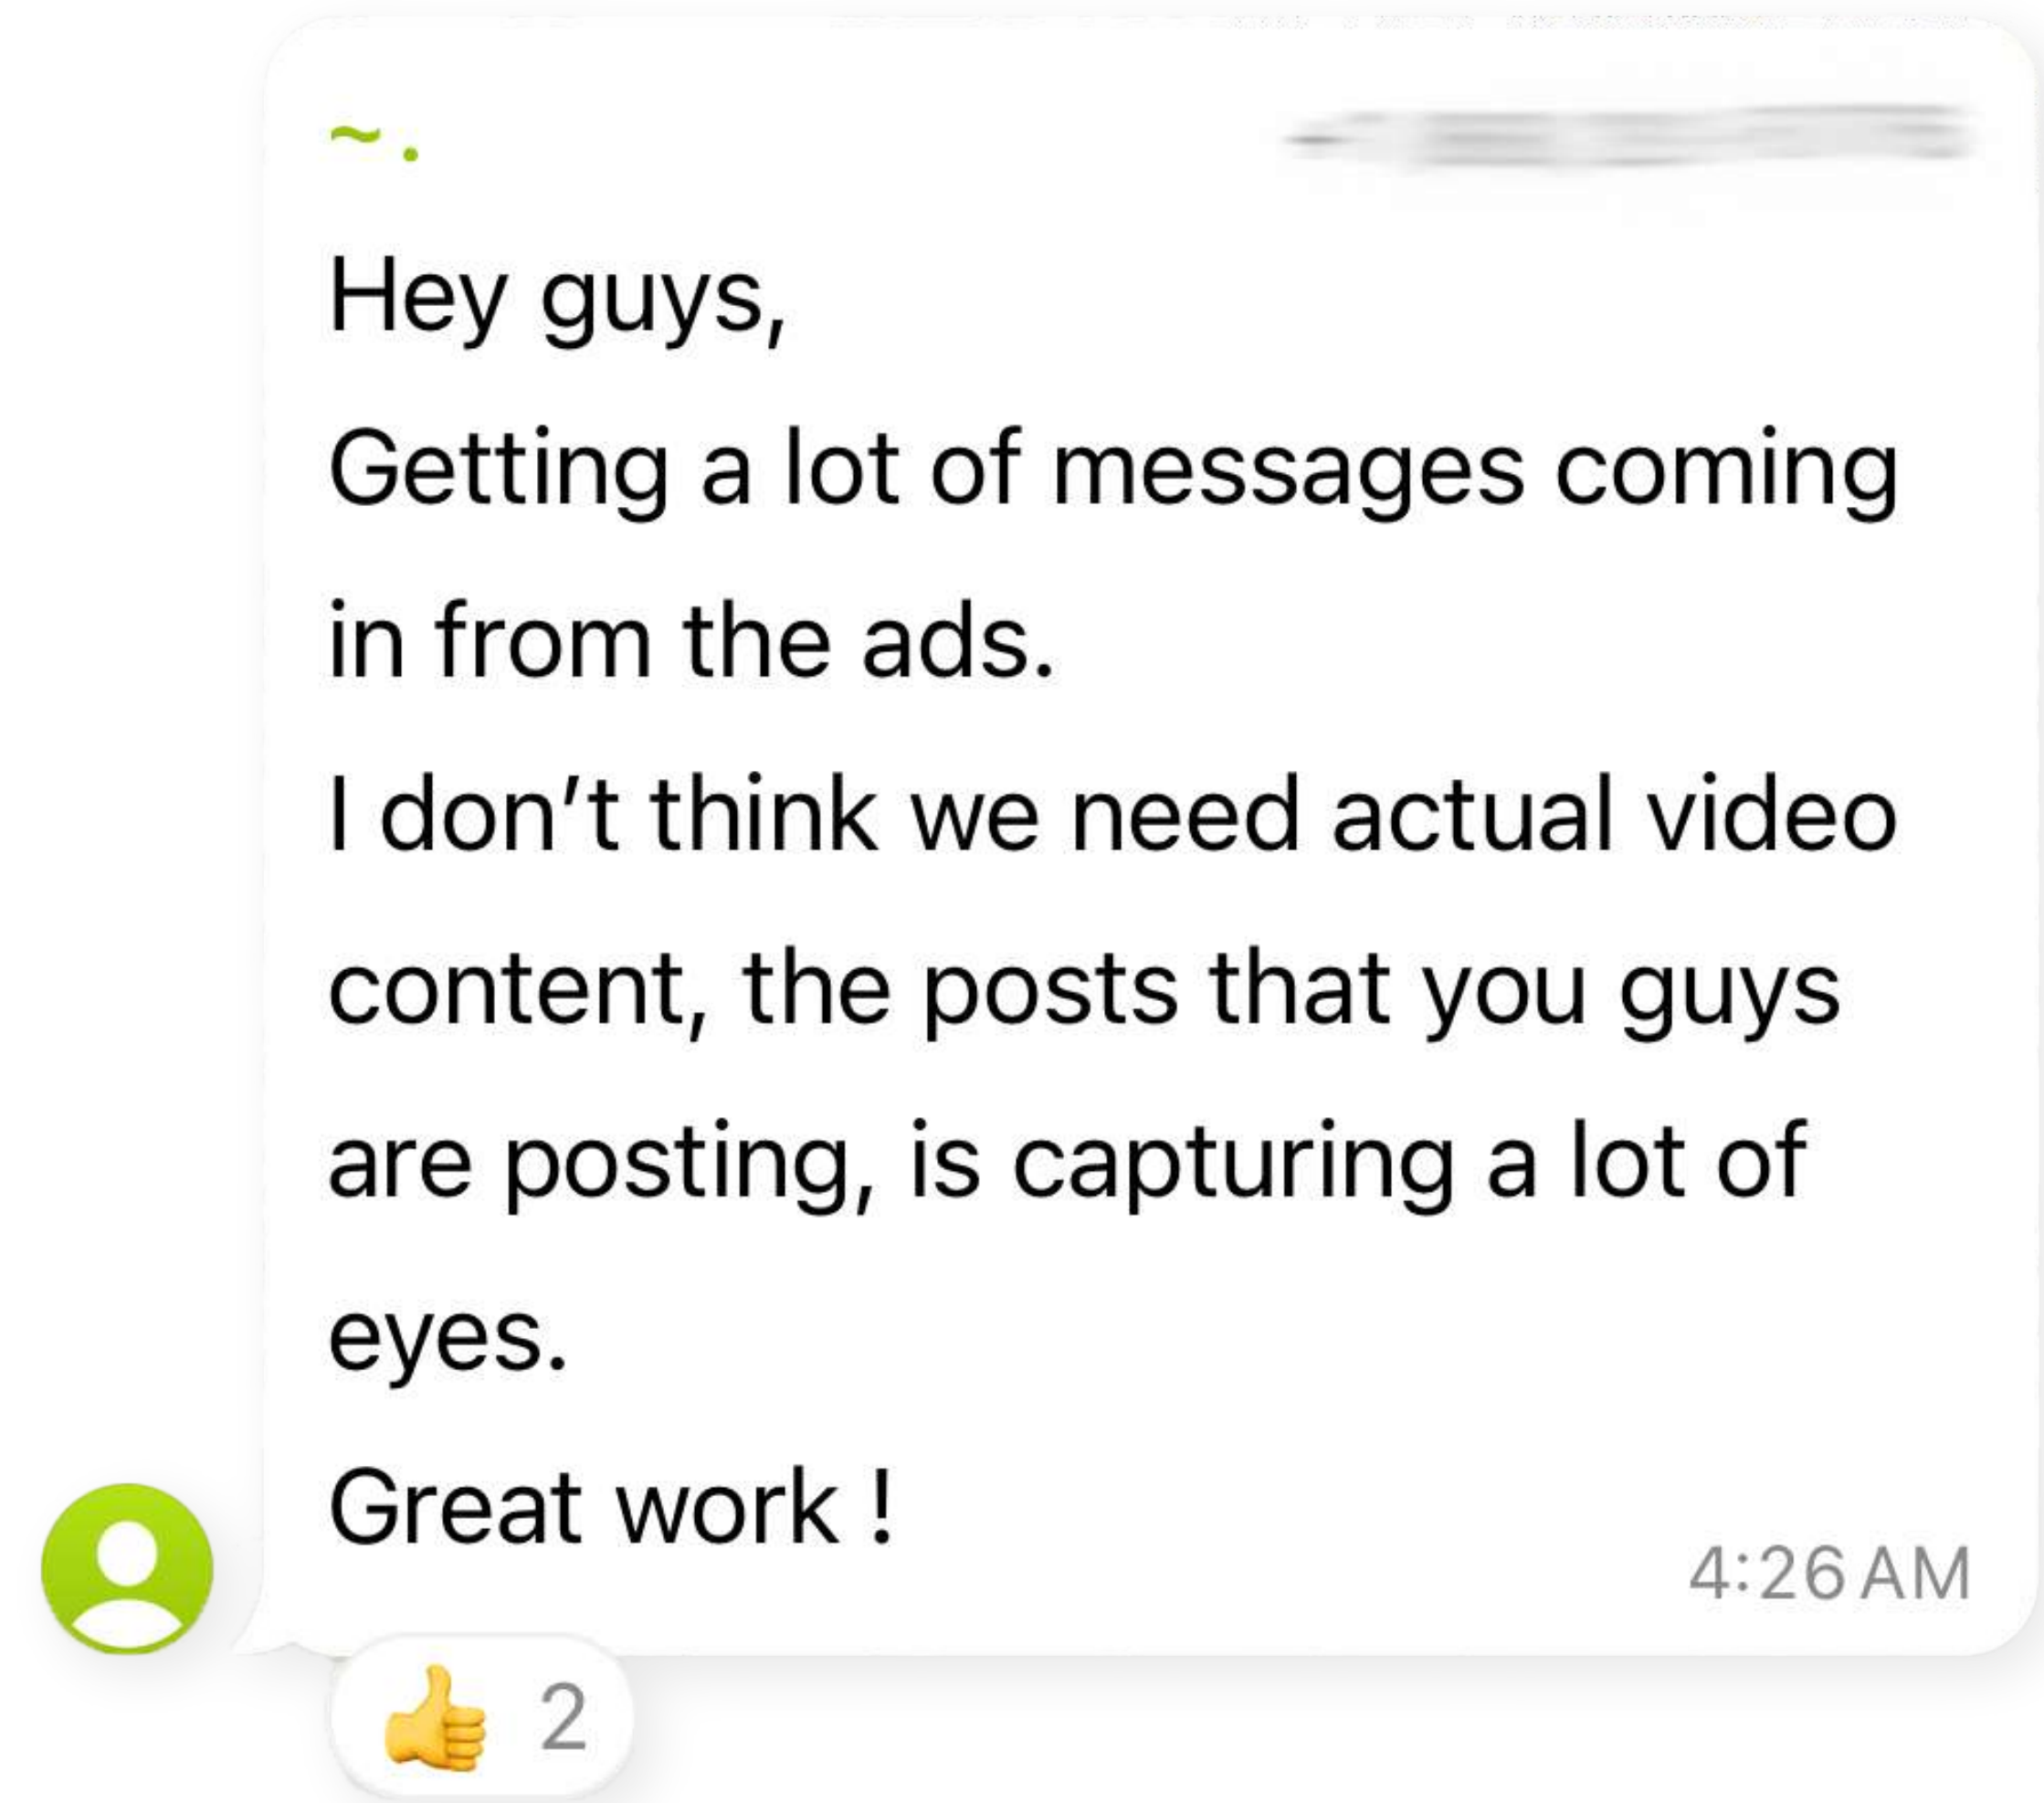 ~ .
Hey guys,
Getting a lot of messages coming
in from the ads.
I don’t think we need actual video
content, the posts that you guys
are posting, is capturing a lot of
eyes.
Great work !
4:26 AM
👍 2